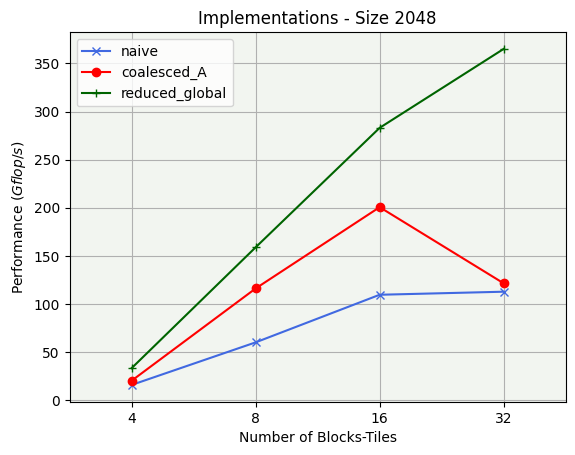 Implementations - Size 2048
naive
coalesced_A
reduced_global
350
300
250
200
150
100
50
0
Performance (Gflop/s)
4 8 16 32
Number of Blocks-Tiles